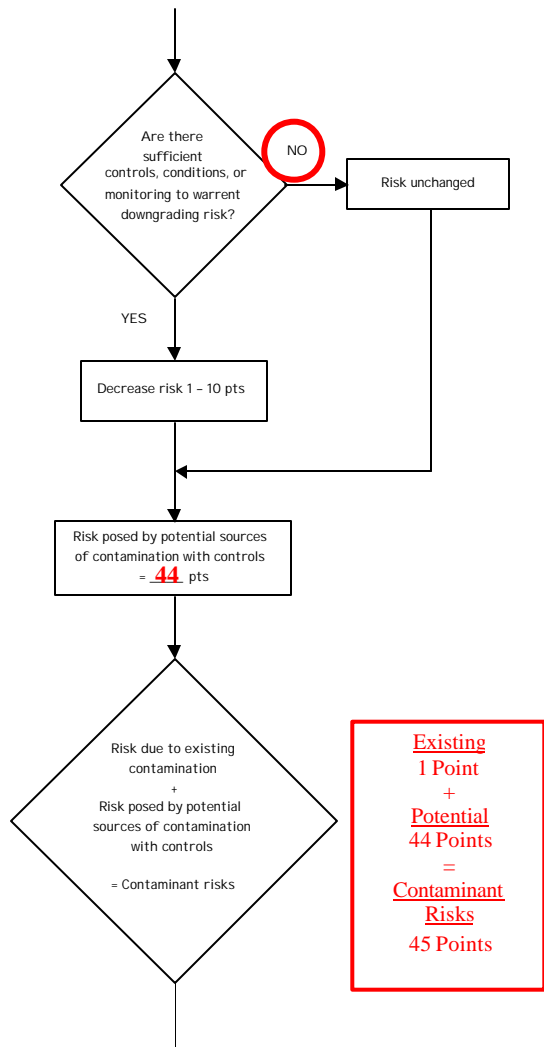 Are there
sufficient
controls, conditions, or
monitoring to warrent
downgrading risk?
NO
Risk unchanged
YES
Decrease risk 1 – 10 pts
Risk posed by potential sources
of contamination with controls
= 44 pts
Risk due to existing
contamination
+
Risk posed by potential
sources of contamination
with controls
= Contaminant risks
Existing
1 Point
+
Potential
44 Points
=
Contaminant
Risks
45 Points